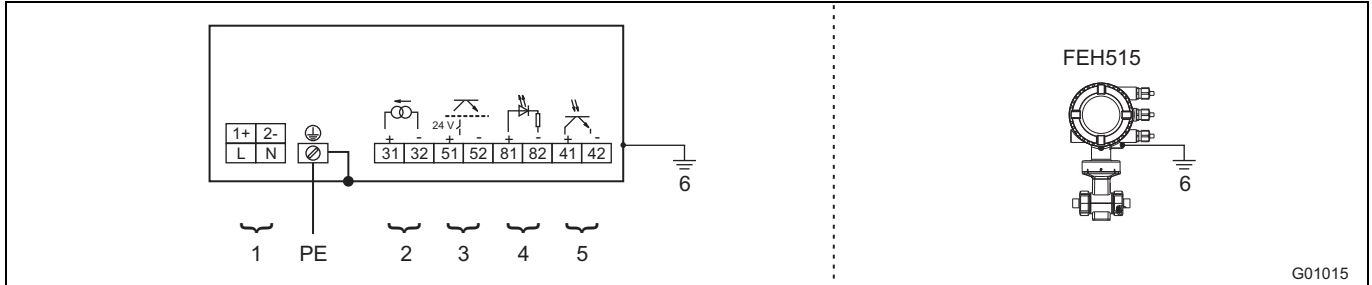 FEH515
24 V
+ - + - + - + -
1+ 2-
L N
31 32 51 52 81 82 41 42
6
6
1 PE 2 3 4 5
G01015